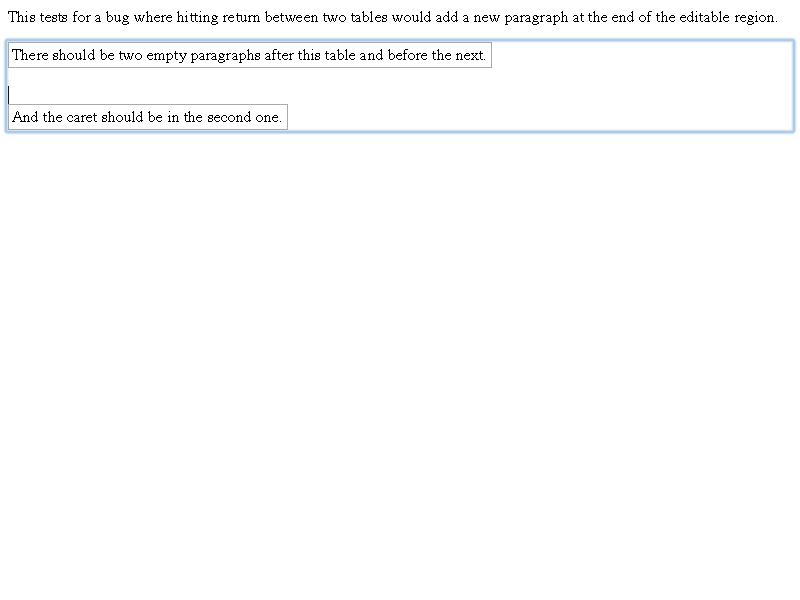 This tests for a bug where hitting return between two tables would add a new paragraph at the end of the editable region.
There should be two empty paragraphs after this table and before the next.
And the caret should be in the second one.